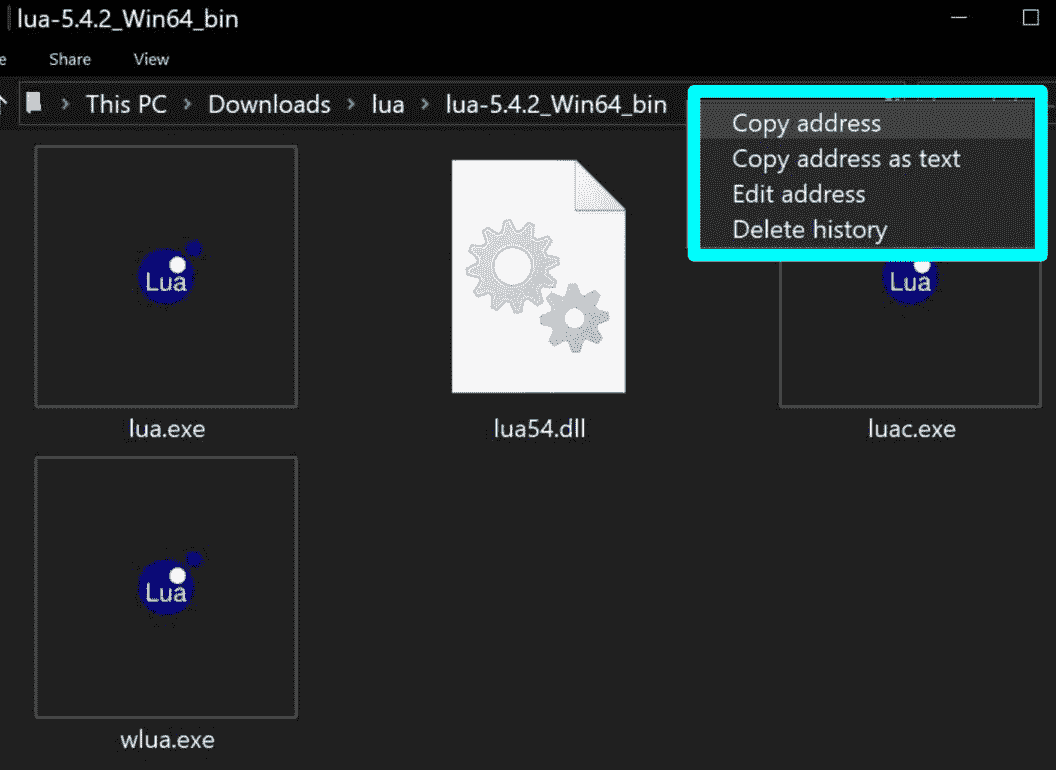 lua-5.4.2_Win64_bin
Share View
This PC > Downloads > lua > lua-5.4.2_Win64_bin
Copy address
Copy address as text
Edit address
Delete history
Lua
Lua
lua.exe
lua54.dll
luac.exe
Lua
wlua.exe